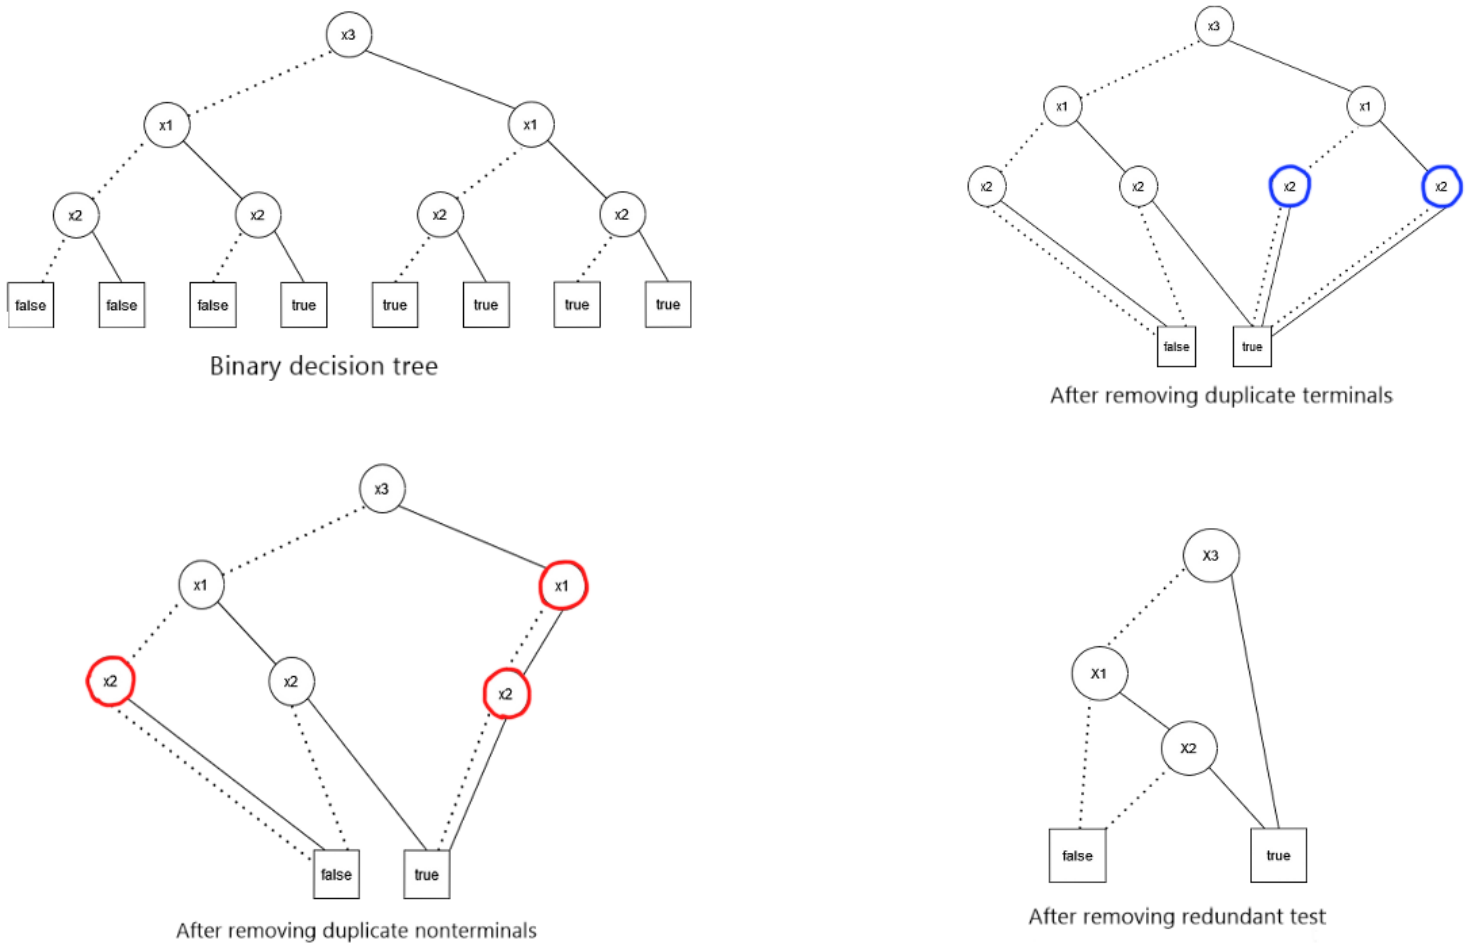 x3
x1
x1
x2
x2
x2
x2
false
false
false
true
true
true
true
true
Binary decision tree
x3
x1
x1
x2
x2
x2
x2
false
true
After removing duplicate terminals
x3
x1
x1
x2
x2
x2
false
true
After removing duplicate nonterminals
X3
X1
X2
false
true
After removing redundant test